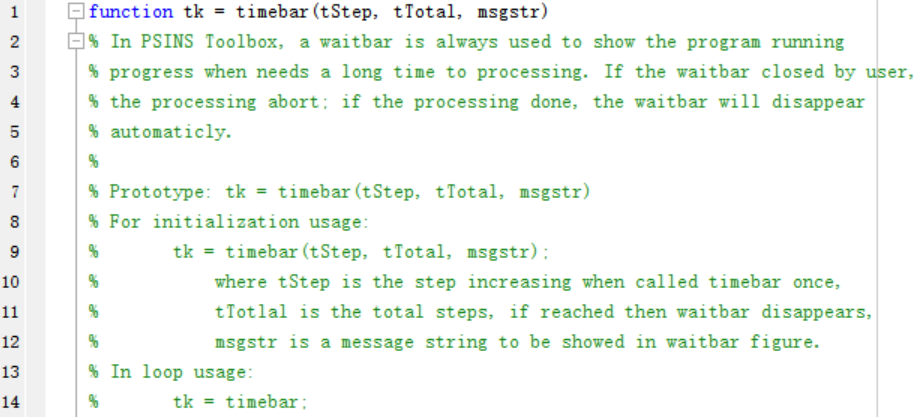 1 function tk = timebar(tStep, tTotal, msgstr)
2 % In PSINS Toolbox, a waitbar is always used to show the program running
3 % progress when needs a long time to processing. If the waitbar closed by user,
4 % the processing abort; if the processing done, the waitbar will disappear
5 % automaticly.
6 %
7 % Prototype: tk = timebar(tStep, tTotal, msgstr)
8 % For initialization usage:
9 % tk = timebar(tStep, tTotal, msgstr);
10 % where tStep is the step increasing when called timebar once,
11 % tTotlal is the total steps, if reached then waitbar disappears,
12 % msgstr is a message string to be showed in waitbar figure.
13 % In loop usage:
14 % tk = timebar;